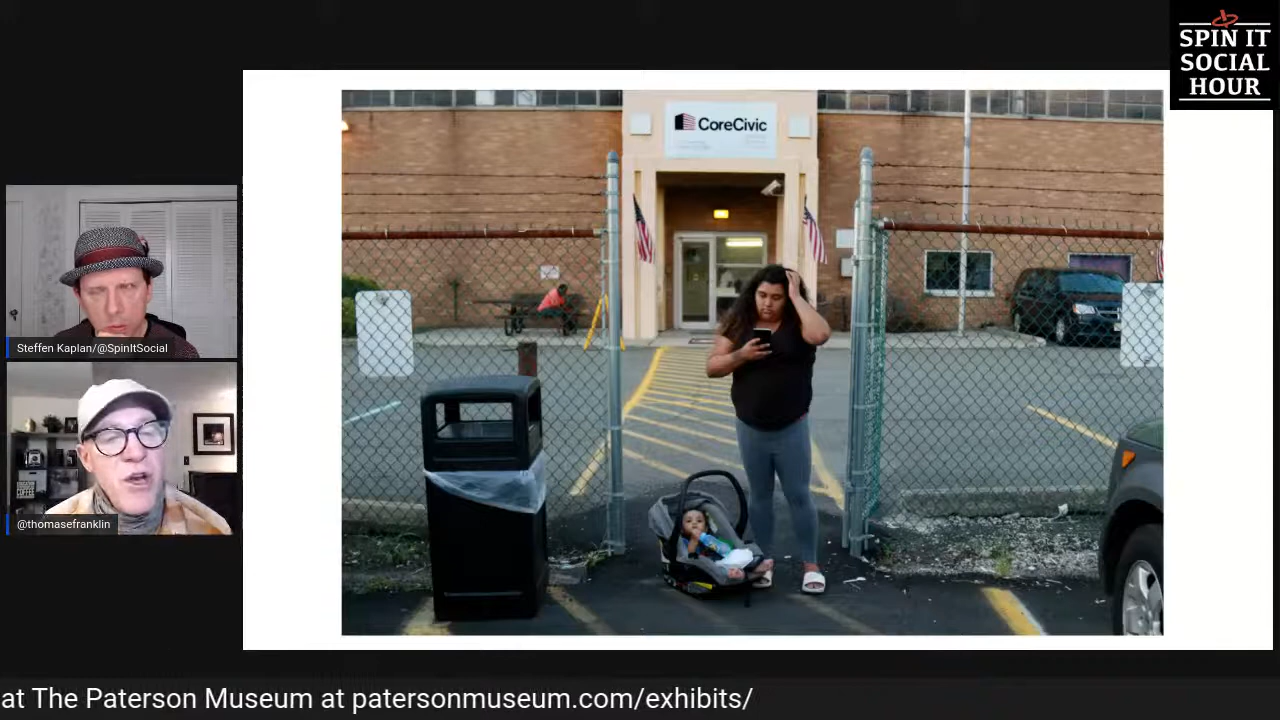 SPIN IT
SOCIAL
HOUR
CoreCivic
Steffen Kaplan/@SpinItSocial
@thomasefranklin
at The Paterson Museum at patersonmuseum.com/exhibits/